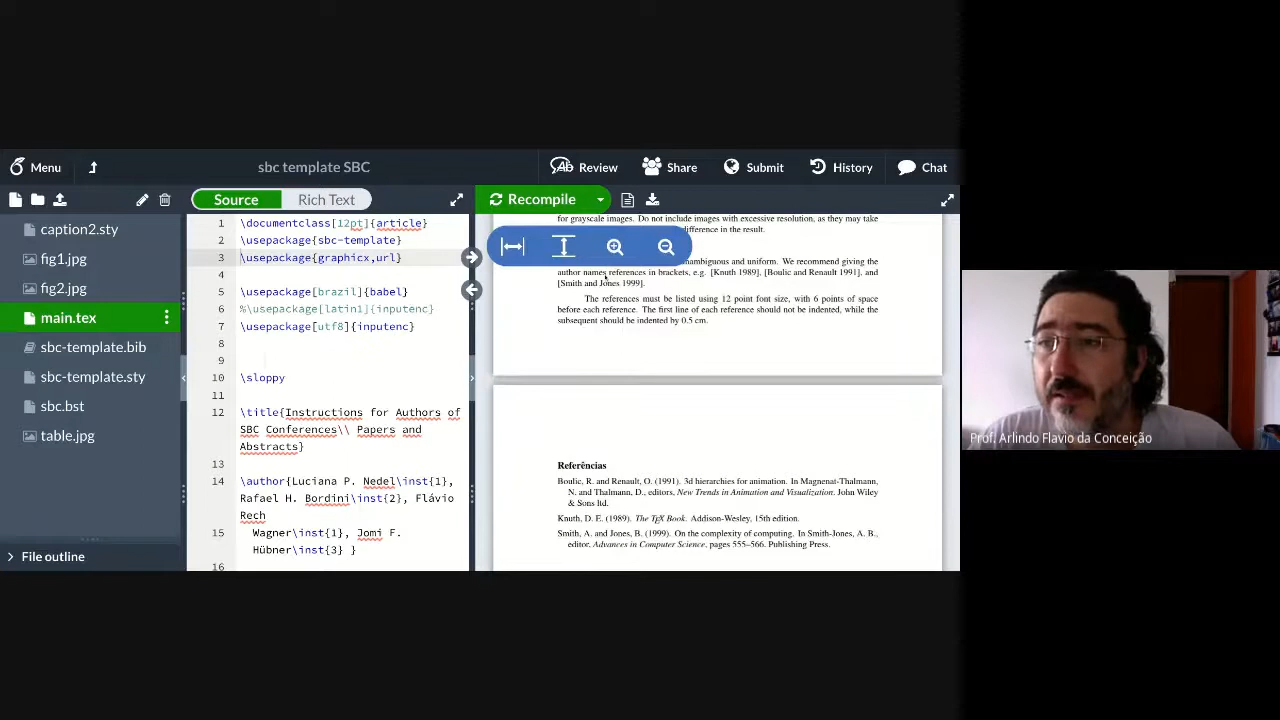 Menu
sbc template SBC
Review
Share
Submit
History
Chat
Source
Rich Text
Recompile
caption2.sty
fig1.jpg
fig2.jpg
main.tex
sbc-template.bib
sbc-template.sty
sbc.bst
table.jpg
File outline
1 \documentclass[12pt]{article}
2 \usepackage{sbc-template}
3 \usepackage{graphicx,url}
4
5 \usepackage[brazil]{babel}
6 %\usepackage[latin1]{inputenc}
7 \usepackage[utf8]{inputenc}
8
9
10 \sloppy
11
12 \title{Instructions for Authors of
SBC Conferences\\ Papers and
Abstracts}
13
14 \author{Luciana P. Nedel\inst{1},
Rafael H. Bordini\inst{2}, Flávio
Rech
15 Wagner\inst{1}, Jomi F.
Hübner\inst{3} }
16
for grayscale images. Do not include images with excessive resolution, as they may take
difference in the result.
nambiguous and uniform. We recommend giving the
author names references in brackets, e.g. [Knuth 1989], [Boulic and Renault 1991], and
[Smith and Jones 1999].
The references must be listed using 12 point font size, with 6 points of space
before each reference. The first line of each reference should not be indented, while the
subsequent should be indented by 0.5 cm.
Referências
Boulic, R. and Renault, O. (1991). 3d hierarchies for animation. In Magnenat-Thalmann,
N. and Thalmann, D., editors, New Trends in Animation and Visualization. John Wiley
& Sons ltd.
Knuth, D. E. (1989). The TEX Book. Addison-Wesley, 15th edition.
Smith, A. and Jones, B. (1999). On the complexity of computing. In Smith-Jones, A. B.,
editor, Advances in Computer Science, pages 555–566. Publishing Press.
Prof. Arlindo Flavio da Conceição